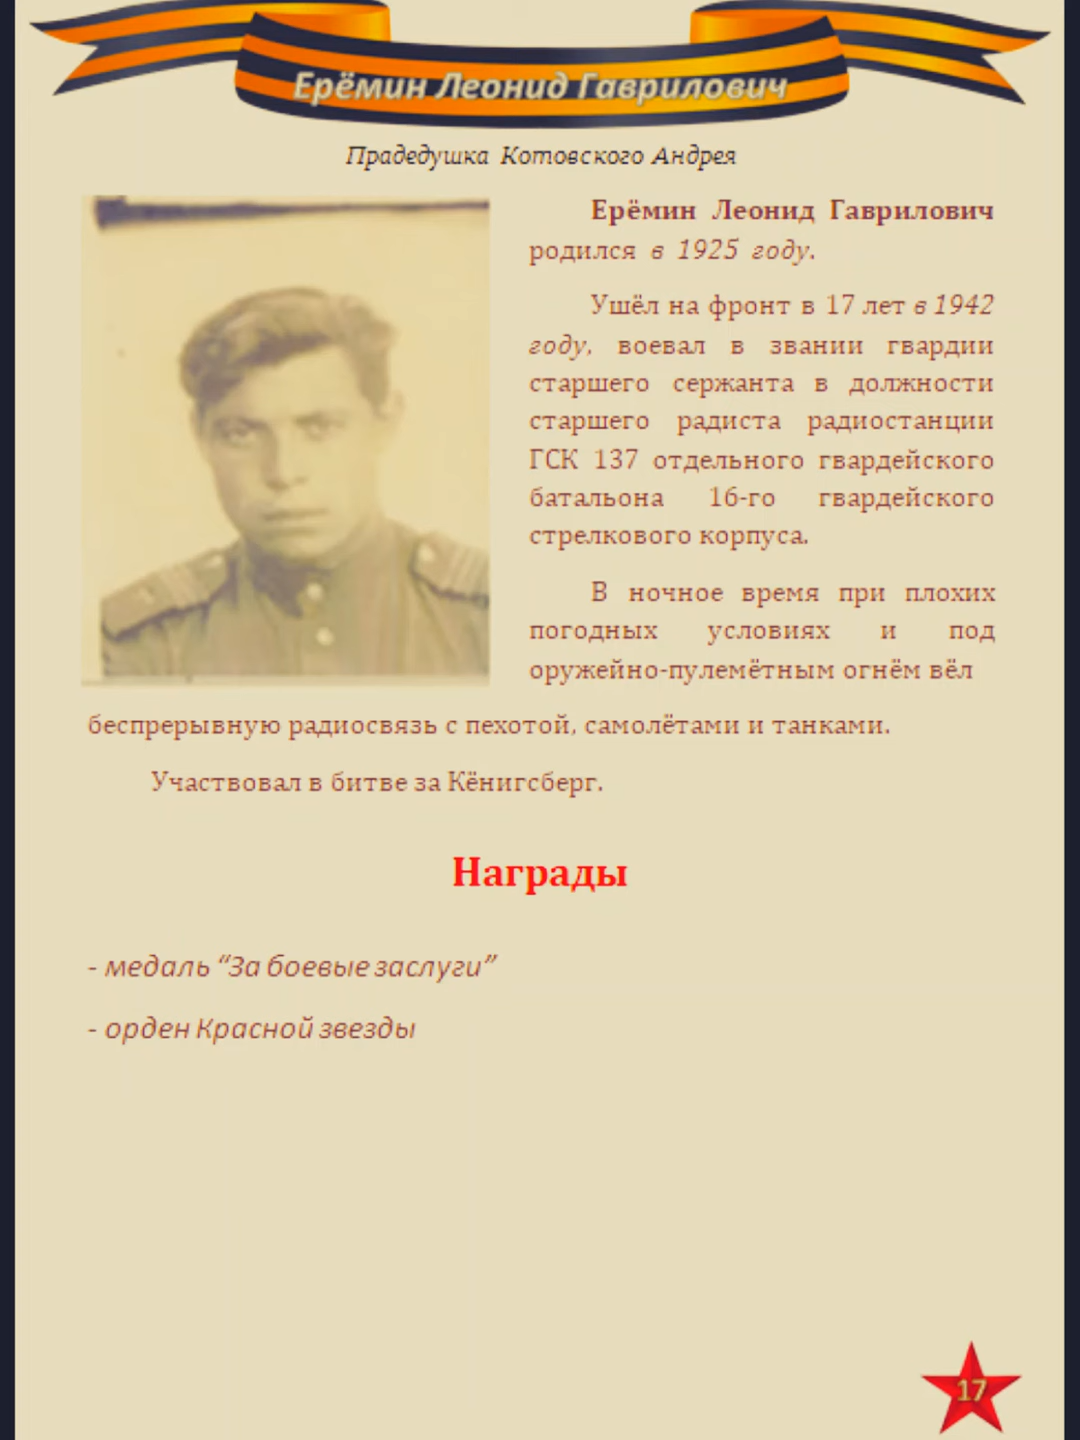 Ерёмин Леонид Гаврилович
Прадедушка Котовского Андрея
Ерёмин Леонид Гаврилович
родился в 1925 году.
Ушёл на фронт в 17 лет в 1942
году, воевал в звании гвардии
старшего сержанта в должности
старшего радиста радиостанции
ГСК 137 отдельного гвардейского
батальона 16-го гвардейского
стрелкового корпуса.
В ночное время при плохих
погодных условиях и под
оружейно-пулемётным огнём вёл
беспрерывную радиосвязь с пехотой, самолётами и танками.
Участвовал в битве за Кёнигсберг.
Награды
- медаль “За боевые заслуги”
- орден Красной звезды
17